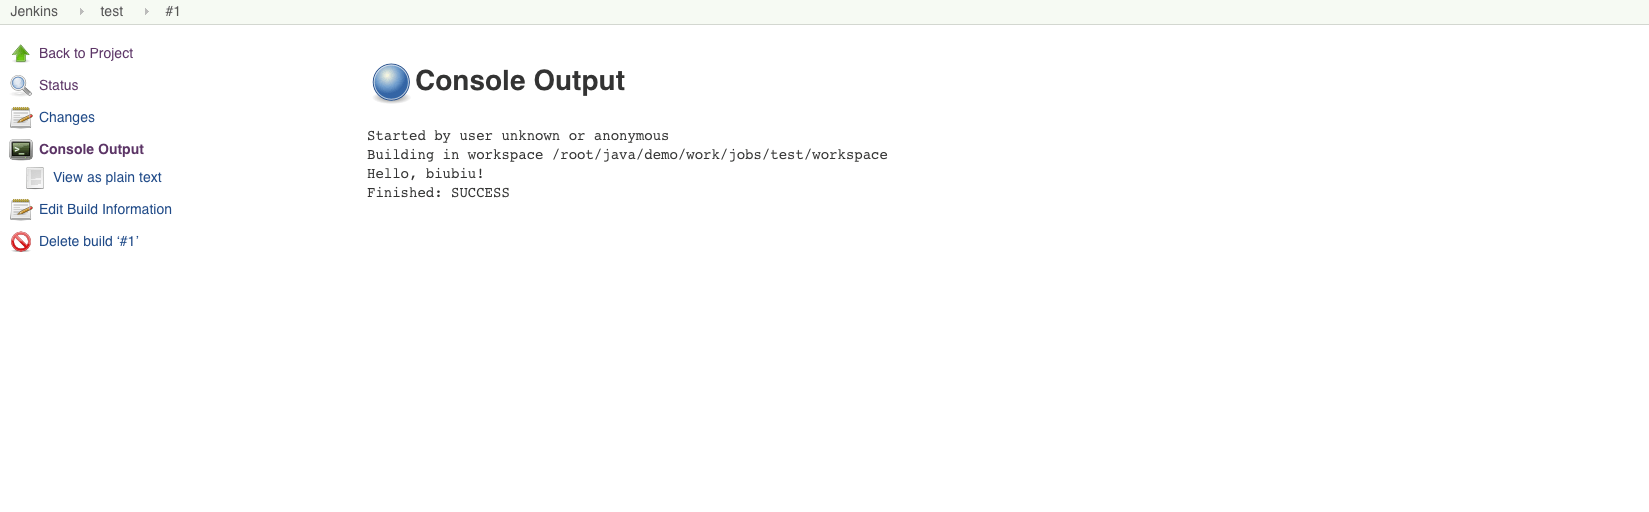 Jenkins test #1
Back to Project
Status
Changes
Console Output
View as plain text
Edit Build Information
Delete build ‘#1’
Console Output
Started by user unknown or anonymous
Building in workspace /root/java/demo/work/jobs/test/workspace
Hello, biubiu!
Finished: SUCCESS